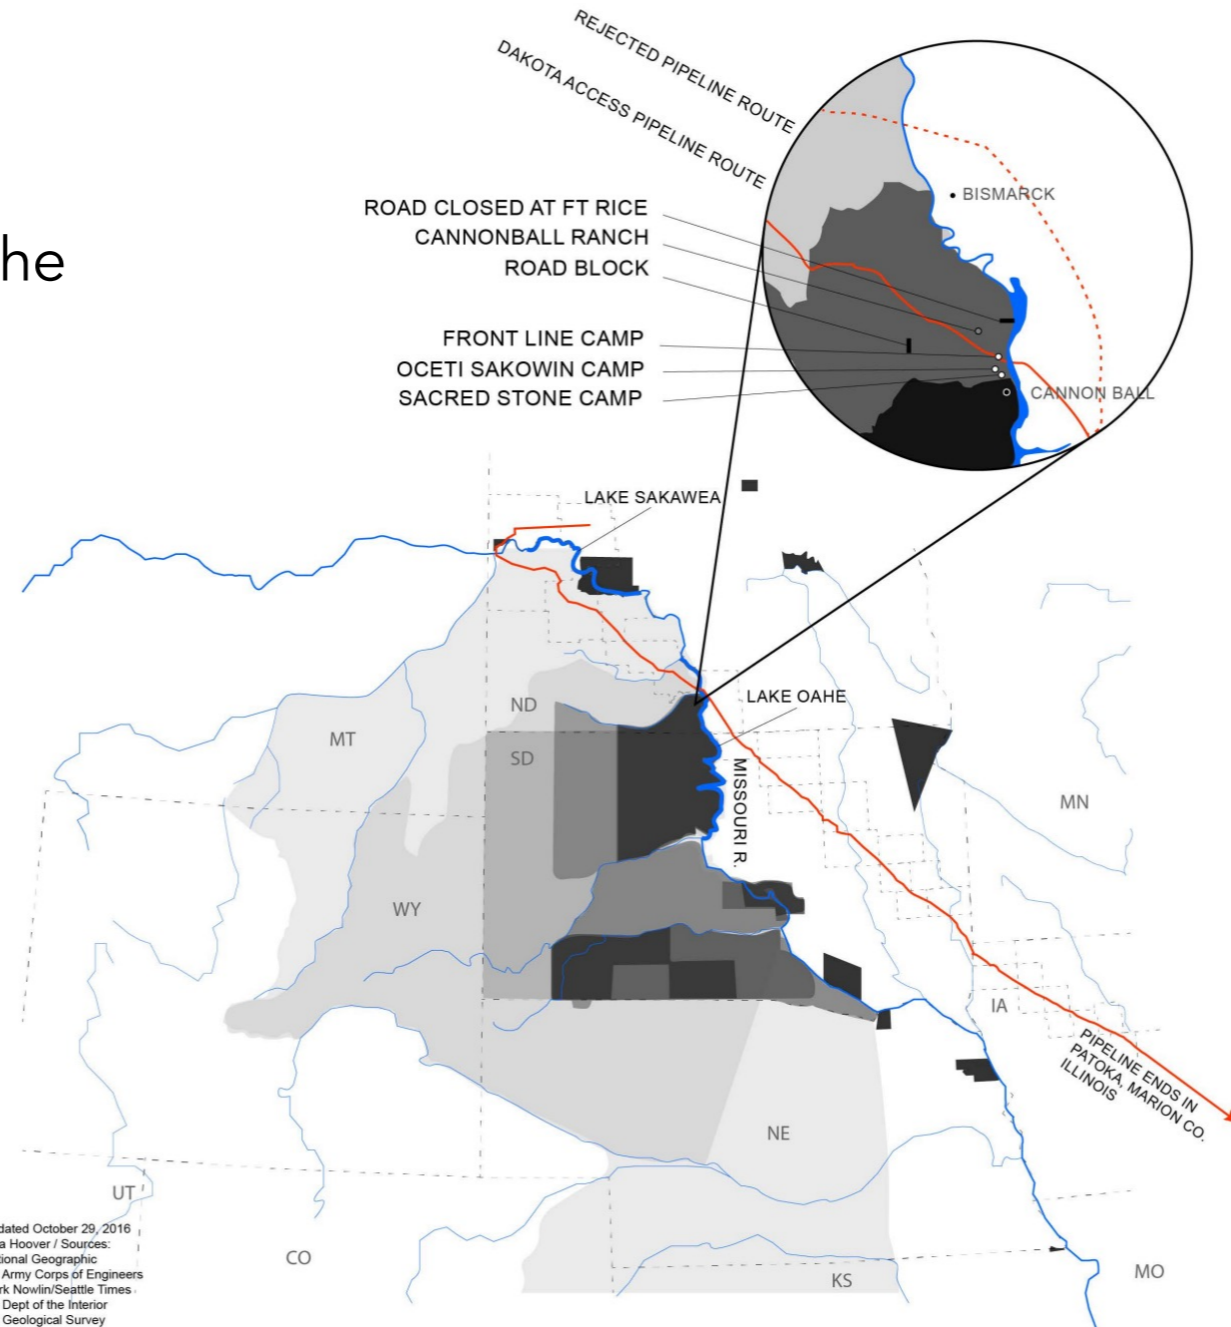 he
REJECTED PIPELINE ROUTE
DAKOTA ACCESS PIPELINE ROUTE
ROAD CLOSED AT FT RICE
CANNONBALL RANCH
ROAD BLOCK
FRONT LINE CAMP
OCETI SAKOWIN CAMP
SACRED STONE CAMP
BISMARCK
CANNON BALL
LAKE SAKAWEA
LAKE OAHE
MISSOURI R.
ND
SD
MT
WY
MN
IA
NE
UT
CO
KS
MO
PIPELINE ENDS IN
PATOKA, MARION CO.
ILLINOIS
dated October 29, 2016
a Hoover / Sources:
tional Geographic
Army Corps of Engineers
rk Nowlin/Seattle Times
Dept of the Interior
Geological Survey